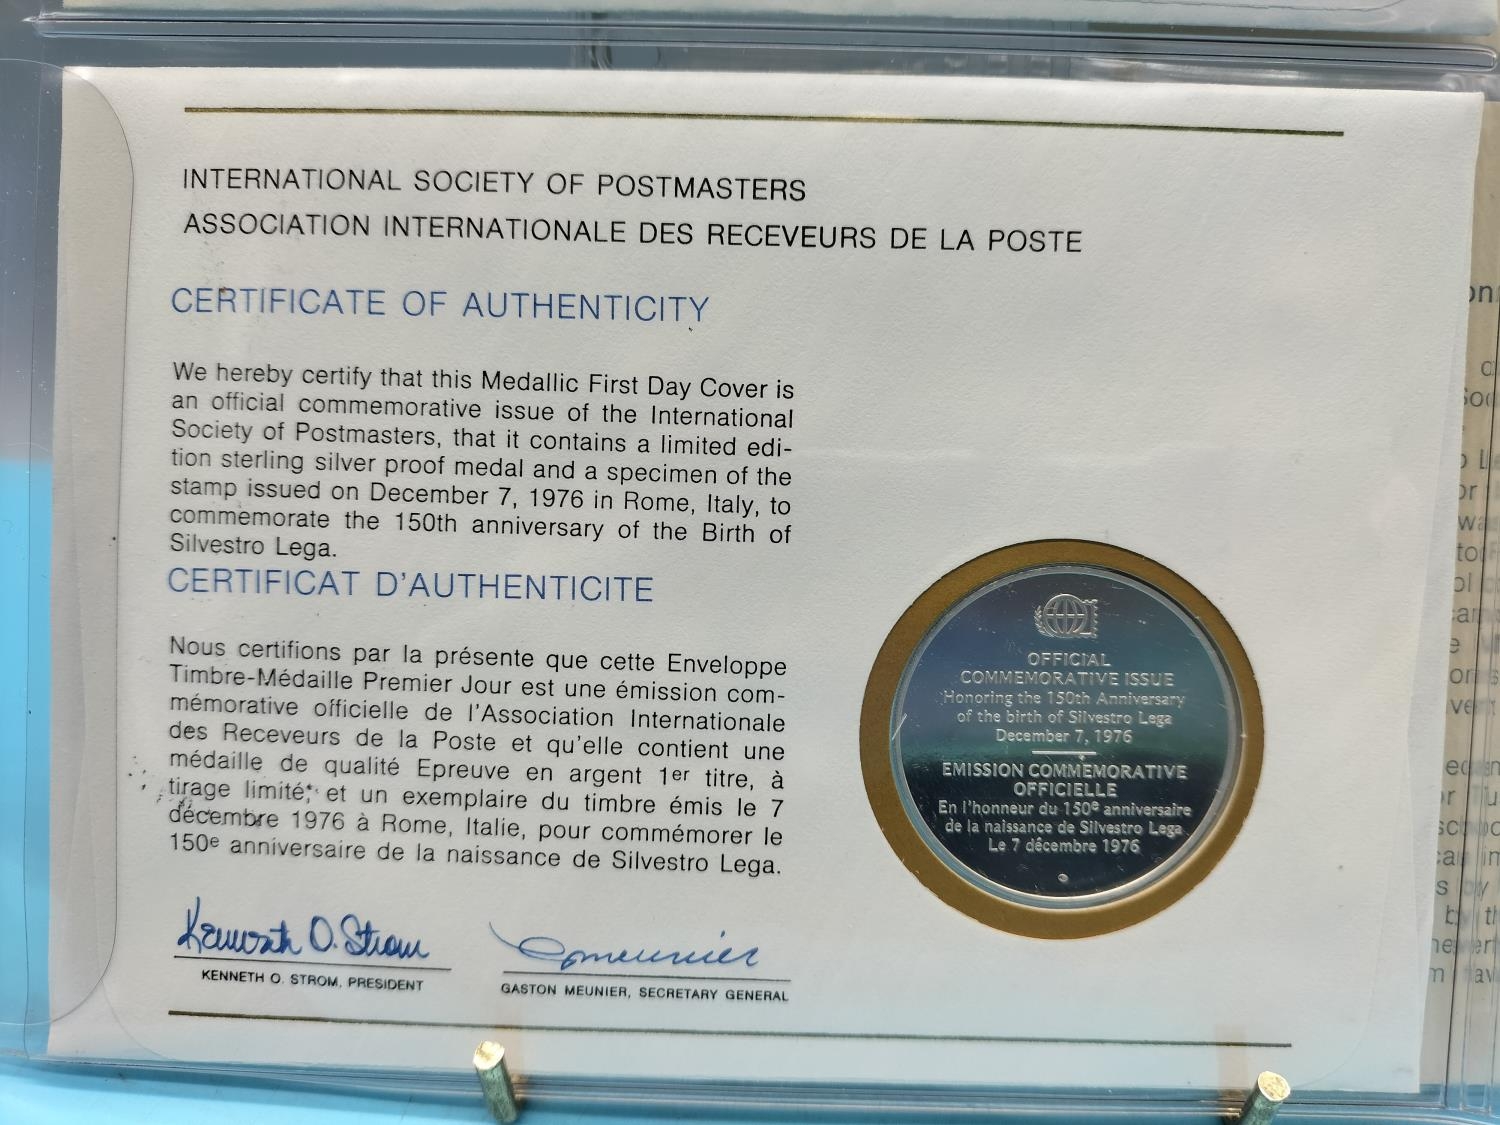 INTERNATIONAL SOCIETY OF POSTMASTERS
ASSOCIATION INTERNATIONALE DES RECEVEURS DE LA POSTE
CERTIFICATE OF AUTHENTICITY
We hereby certify that this Medallic First Day Cover is
an official commemorative issue of the International
Society of Postmasters, that it contains a limited edi-
tion sterling silver proof medal and a specimen of the
stamp issued on December 7, 1976 in Rome, Italy, to
commemorate the 150th anniversary of the Birth of
Silvestro Lega.
CERTIFICAT D'AUTHENTICITE
Nous certifions par la présente que cette Enveloppe
Timbre-Médaille Premier Jour est une émission com-
mémorative officielle de l'Association Internationale
des Receveurs de la Poste et qu'elle contient une
médaille de qualité Epreuve en argent 1er titre, à
tirage limité, et un exemplaire du timbre émis le 7
décembre 1976 à Rome, Italie, pour commémorer le
150e anniversaire de la naissance de Silvestro Lega.
Kenneth O. Strom
KENNETH O. STROM, PRESIDENT
GMeunier
GASTON MEUNIER, SECRETARY GENERAL
OFFICIAL
COMMEMORATIVE ISSUE
Honoring the 150th Anniversary
of the birth of Silvestro Lega
December 7, 1976
EMISSION COMMEMORATIVE
OFFICIELLE
En l'honneur du 150e anniversaire
de la naissance de Silvestro Lega
Le 7 décembre 1976